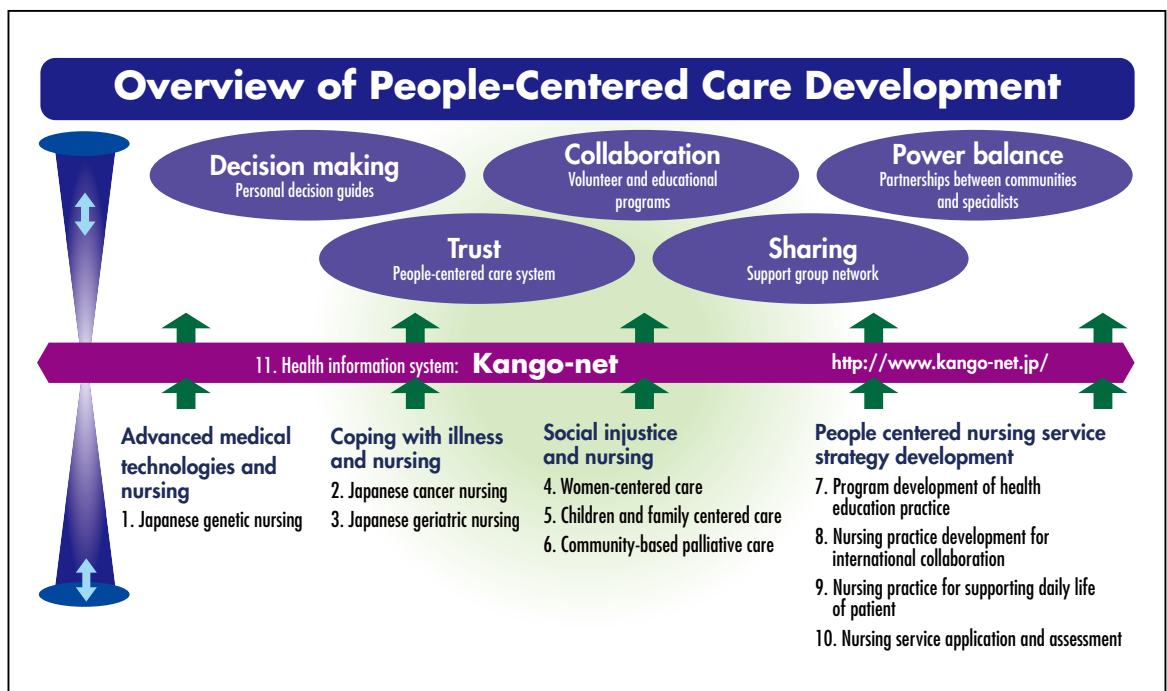 Overview of People-Centered Care Development
Decision making
Personal decision guides
Collaboration
Volunteer and educational
programs
Power balance
Partnerships between communities
and specialists
Trust
People-centered care system
Sharing
Support group network
11. Health information system: Kango-net http://www.kango-net.jp/
Advanced medical
technologies and
nursing
1. Japanese genetic nursing
Coping with illness
and nursing
2. Japanese cancer nursing
3. Japanese geriatric nursing
Social injustice
and nursing
4. Women-centered care
5. Children and family centered care
6. Community-based palliative care
People centered nursing service
strategy development
7. Program development of health
education practice
8. Nursing practice development for
international collaboration
9. Nursing practice for supporting daily life
of patient
10. Nursing service application and assessment